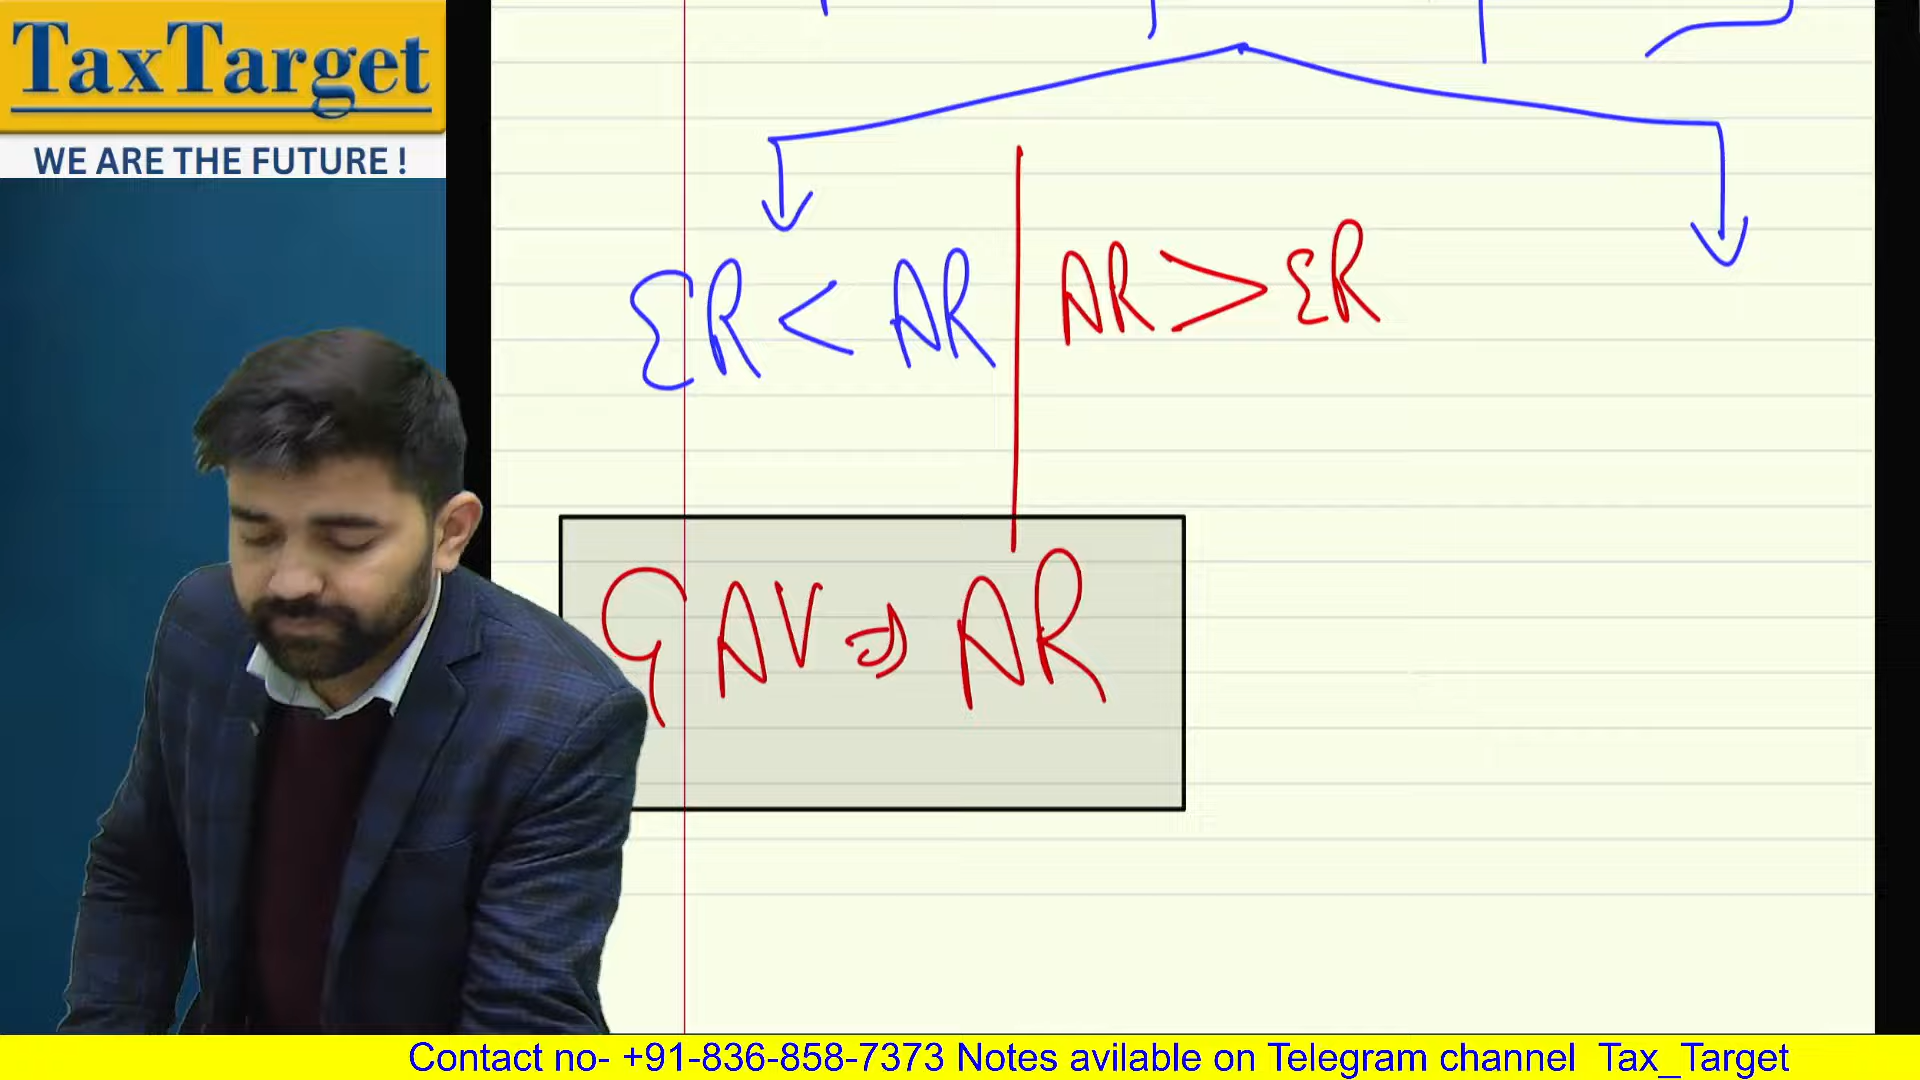 TaxTarget
WE ARE THE FUTURE !
ER < AR
AR > ER
GAV ⇒ AR
Contact no- +91-836-858-7373 Notes avilable on Telegram channel Tax_Target